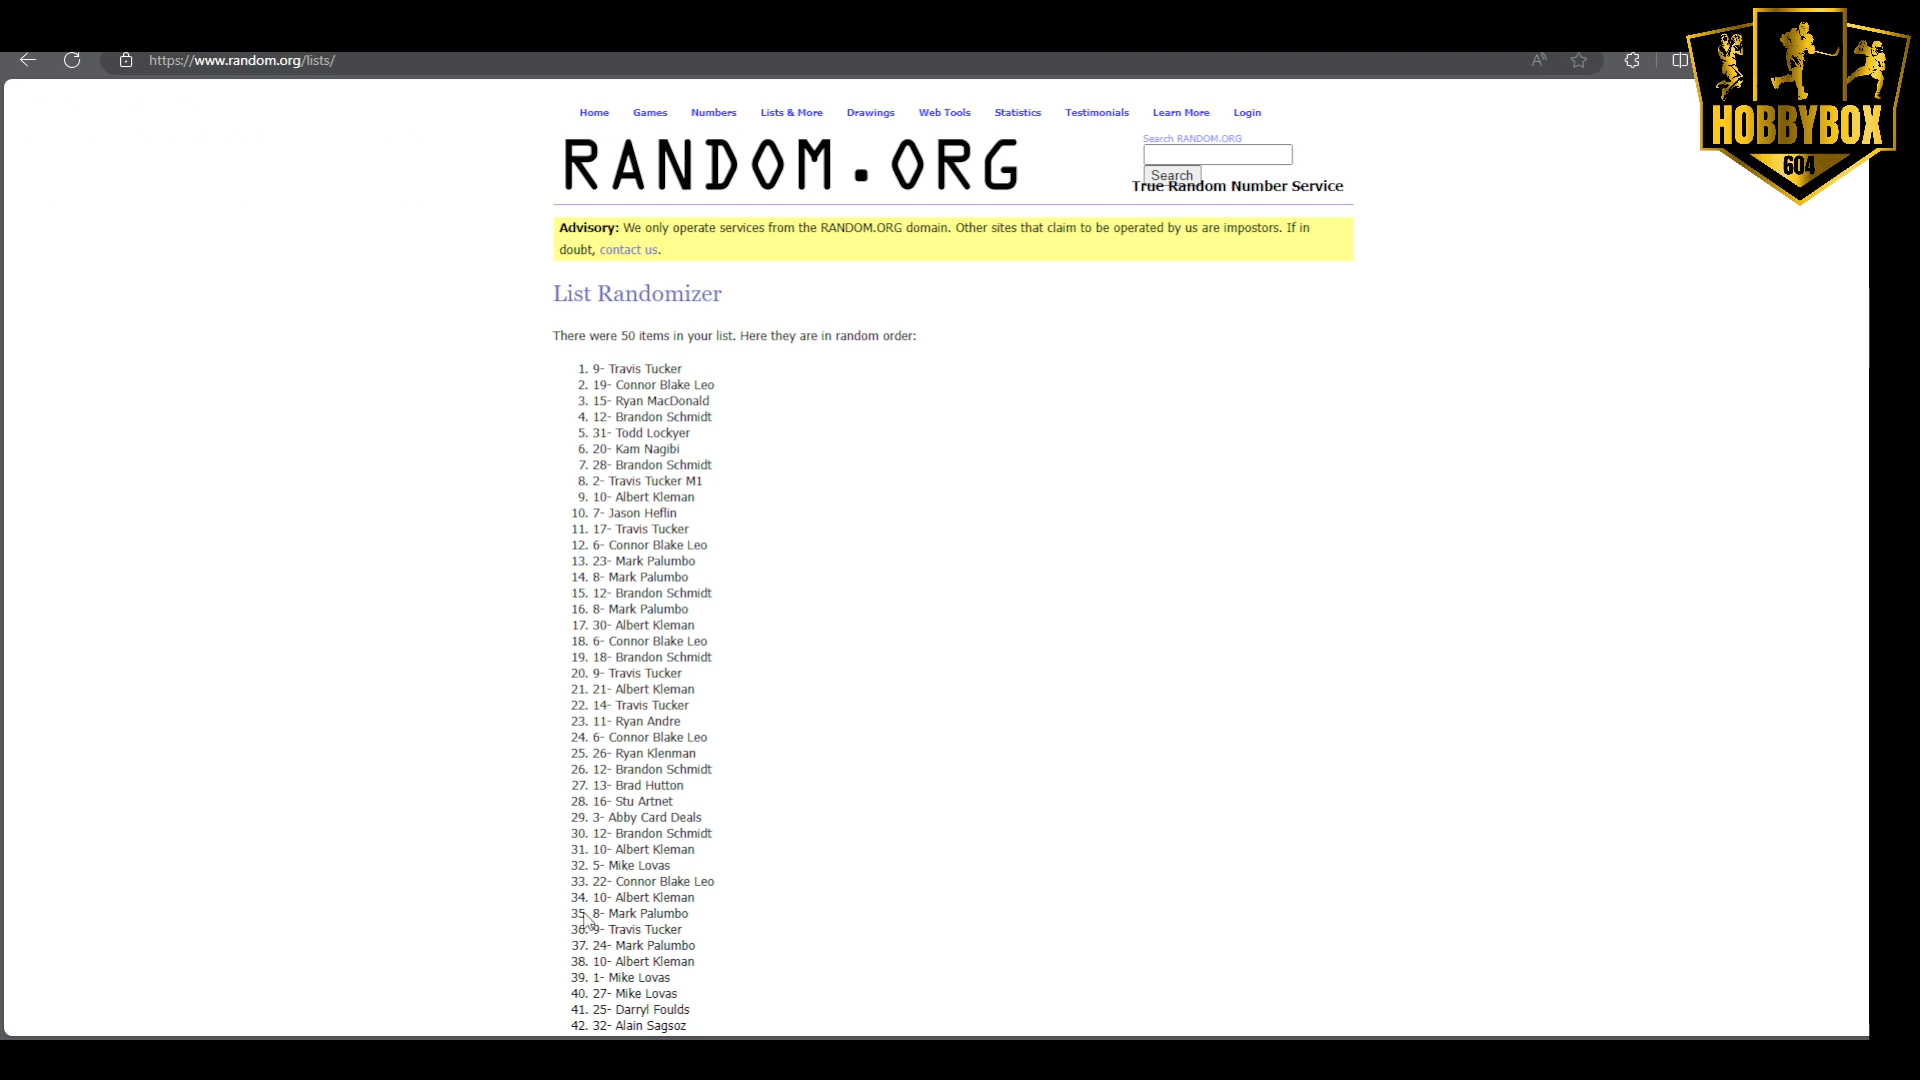 https://www.random.org/lists/
HOBBYBOX
604
Home Games Numbers Lists & More Drawings Web Tools Statistics Testimonials Learn More Login
RANDOM.ORG
Search RANDOM.ORG
Search
True Random Number Service
Advisory: We only operate services from the RANDOM.ORG domain. Other sites that claim to be operated by us are impostors. If in
doubt, contact us.
List Randomizer
There were 50 items in your list. Here they are in random order:
1. 9- Travis Tucker
2. 19- Connor Blake Leo
3. 15- Ryan MacDonald
4. 12- Brandon Schmidt
5. 31- Todd Lockyer
6. 20- Kam Nagibi
7. 28- Brandon Schmidt
8. 2- Travis Tucker M1
9. 10- Albert Kleman
10. 7- Jason Heflin
11. 17- Travis Tucker
12. 6- Connor Blake Leo
13. 23- Mark Palumbo
14. 8- Mark Palumbo
15. 12- Brandon Schmidt
16. 8- Mark Palumbo
17. 30- Albert Kleman
18. 6- Connor Blake Leo
19. 18- Brandon Schmidt
20. 9- Travis Tucker
21. 21- Albert Kleman
22. 14- Travis Tucker
23. 11- Ryan Andre
24. 6- Connor Blake Leo
25. 26- Ryan Klenman
26. 12- Brandon Schmidt
27. 13- Brad Hutton
28. 16- Stu Artnet
29. 3- Abby Card Deals
30. 12- Brandon Schmidt
31. 10- Albert Kleman
32. 5- Mike Lovas
33. 22- Connor Blake Leo
34. 10- Albert Kleman
35. 8- Mark Palumbo
36. 9- Travis Tucker
37. 24- Mark Palumbo
38. 10- Albert Kleman
39. 1- Mike Lovas
40. 27- Mike Lovas
41. 25- Darryl Foulds
42. 32- Alain Sagsoz